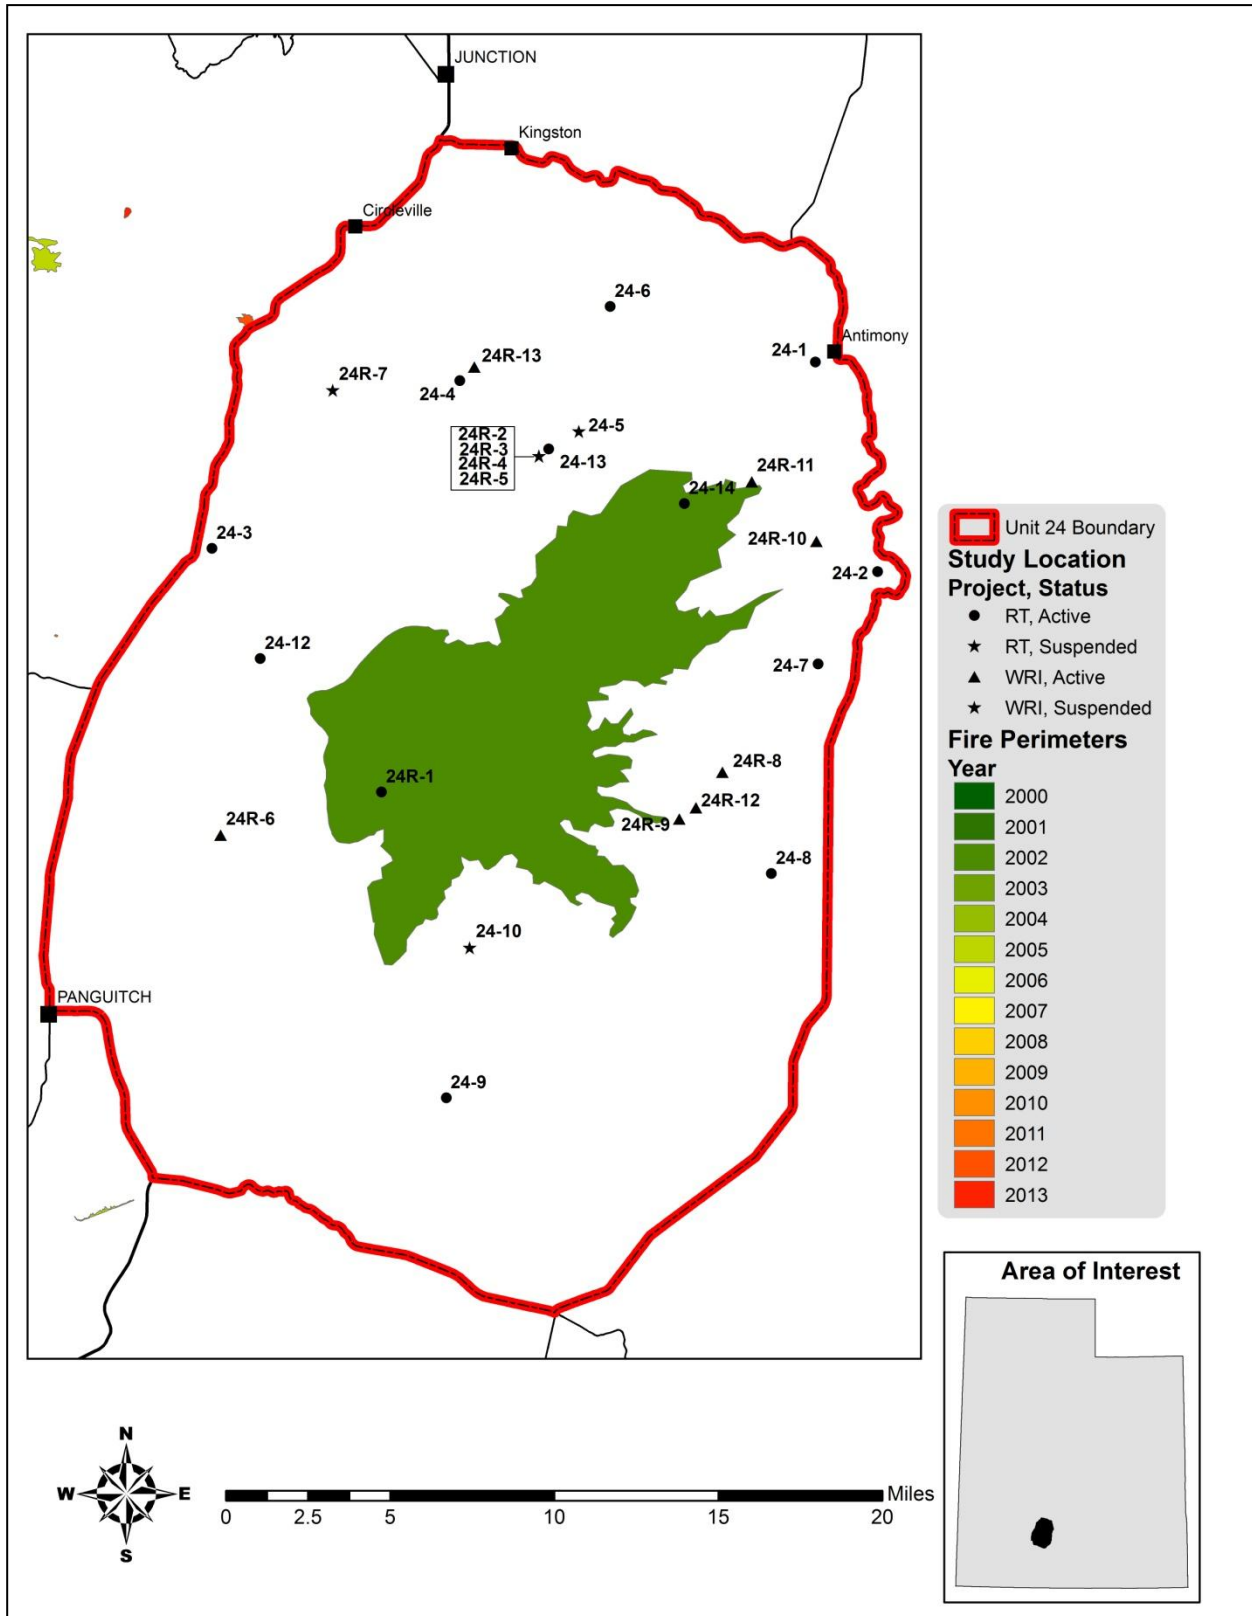 JUNCTION
Kingston
Circleville
24-6
Antimony
24-1
24R-13
24R-7
24-4
24-5
24R-2
24R-3
24R-4
24R-5
24-13
24R-11
24-14
24R-10
24-3
24-2
24-12
24-7
24R-8
24R-1
24R-12
24R-6
24R-9
24-8
24-10
PANGUITCH
24-9
Unit 24 Boundary
Study Location
Project, Status
RT, Active
RT, Suspended
WRI, Active
WRI, Suspended
Fire Perimeters
Year
2000
2001
2002
2003
2004
2005
2006
2007
2008
2009
2010
2011
2012
2013
Area of Interest
N
W E
S
Miles
0 2.5 5 10 15 20